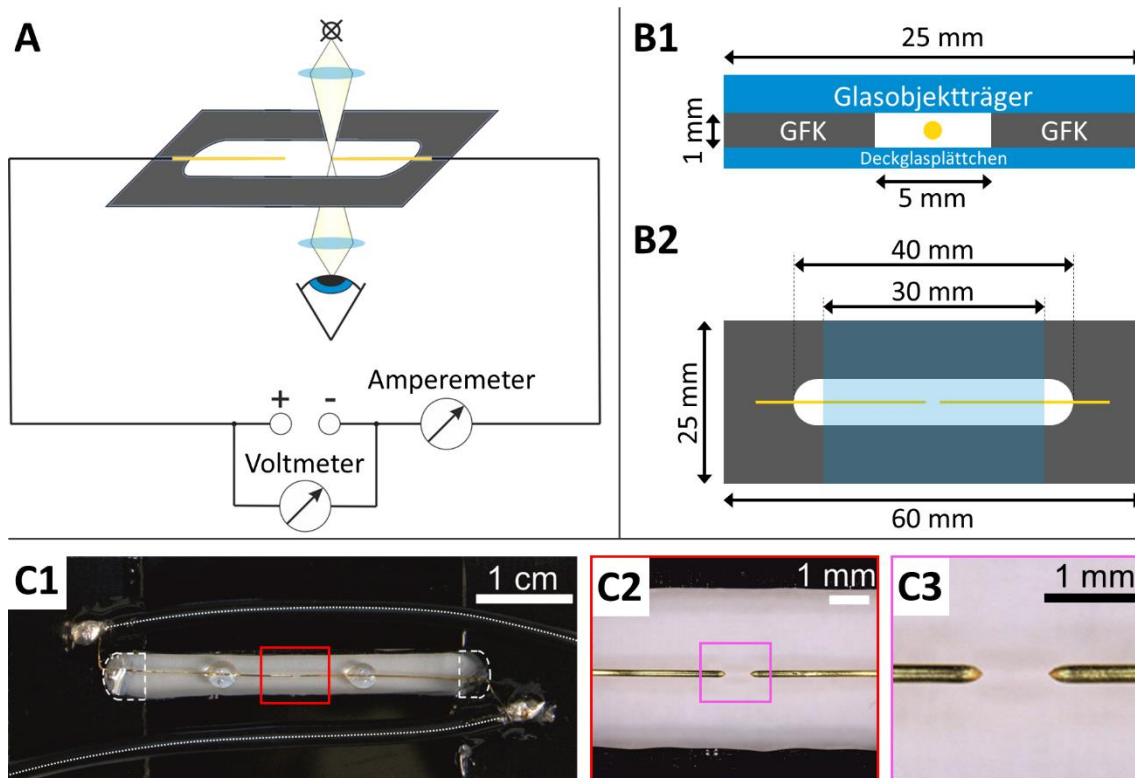 A
+ -
Amperemeter
Voltmeter
B1
25 mm
Glasobjektträger
1 mm
GFK
GFK
Deckglasplättchen
5 mm
B2
40 mm
30 mm
25 mm
60 mm
C1
1 cm
C2
1 mm
C3
1 mm